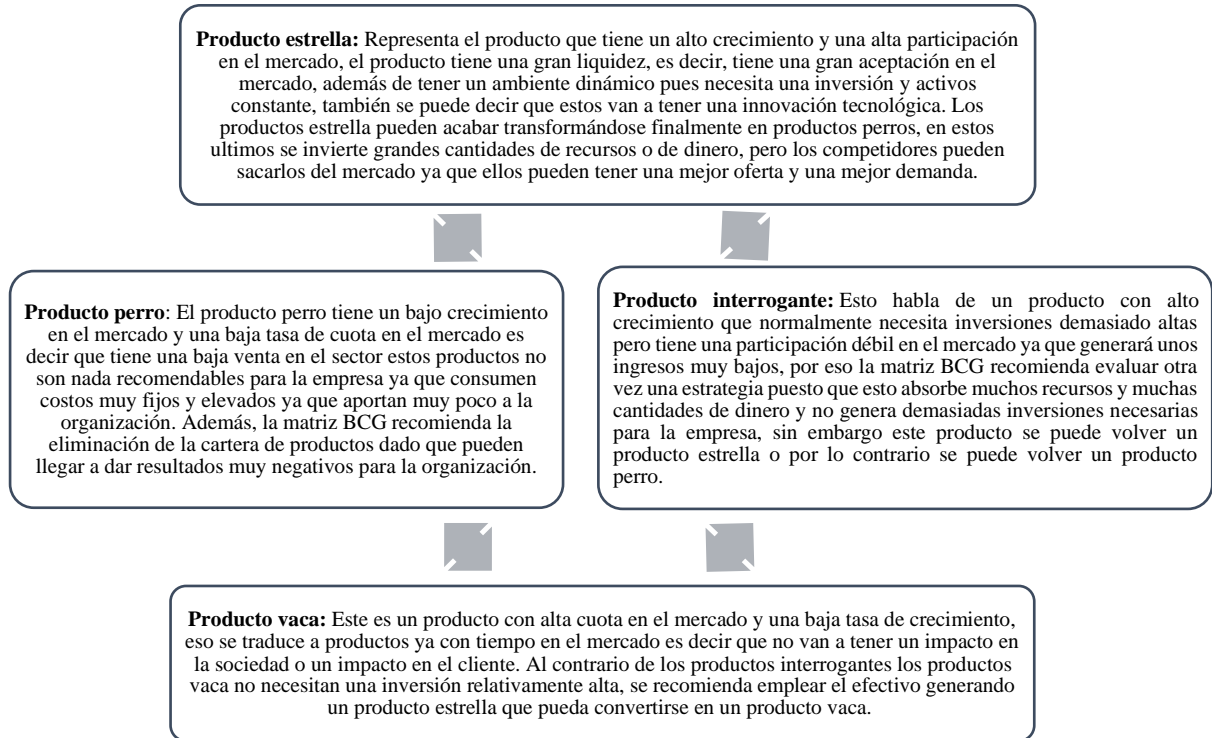 Producto estrella: Representa el producto que tiene un alto crecimiento y una alta participación
en el mercado, el producto tiene una gran liquidez, es decir, tiene una gran aceptación en el
mercado, además de tener un ambiente dinámico pues necesita una inversión y activos
constante, también se puede decir que estos van a tener una innovación tecnológica. Los
productos estrella pueden acabar transformándose finalmente en productos perros, en estos
ultimos se invierte grandes cantidades de recursos o de dinero, pero los competidores pueden
sacarlos del mercado ya que ellos pueden tener una mejor oferta y una mejor demanda.
Producto perro: El producto perro tiene un bajo crecimiento
en el mercado y una baja tasa de cuota en el mercado es
decir que tiene una baja venta en el sector estos productos no
son nada recomendables para la empresa ya que consumen
costos muy fijos y elevados ya que aportan muy poco a la
organización. Además, la matriz BCG recomienda la
eliminación de la cartera de productos dado que pueden
llegar a dar resultados muy negativos para la organización.
Producto interrogante: Esto habla de un producto con alto
crecimiento que normalmente necesita inversiones demasiado altas
pero tiene una participación débil en el mercado ya que generará unos
ingresos muy bajos, por eso la matriz BCG recomienda evaluar otra
vez una estrategia puesto que esto absorbe muchos recursos y muchas
cantidades de dinero y no genera demasiadas inversiones necesarias
para la empresa, sin embargo este producto se puede volver un
producto estrella o por lo contrario se puede volver un producto
perro.
Producto vaca: Este es un producto con alta cuota en el mercado y una baja tasa de crecimiento,
eso se traduce a productos ya con tiempo en el mercado es decir que no van a tener un impacto en
la sociedad o un impacto en el cliente. Al contrario de los productos interrogantes los productos
vaca no necesitan una inversión relativamente alta, se recomienda emplear el efectivo generando
un producto estrella que pueda convertirse en un producto vaca.